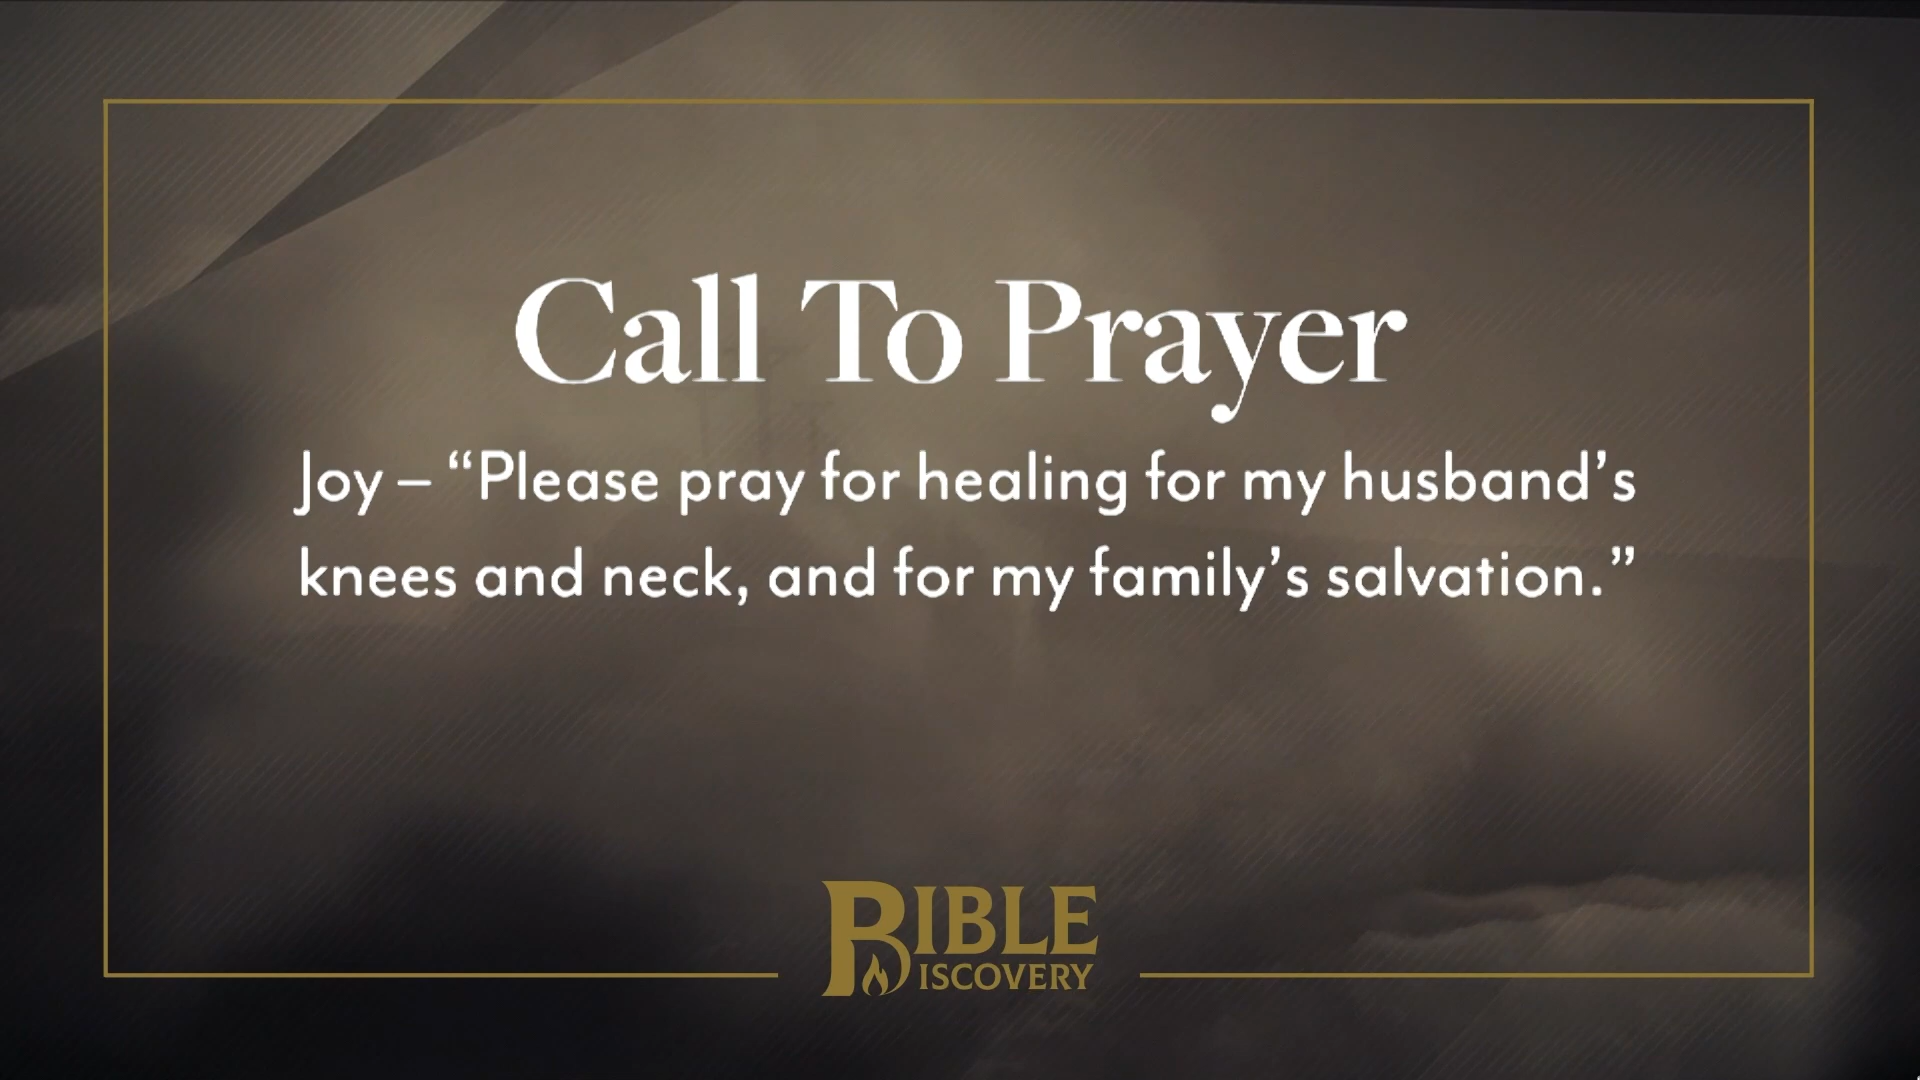 Call To Prayer
Joy – “Please pray for healing for my husband’s
knees and neck, and for my family’s salvation.”
BIBLE
DISCOVERY